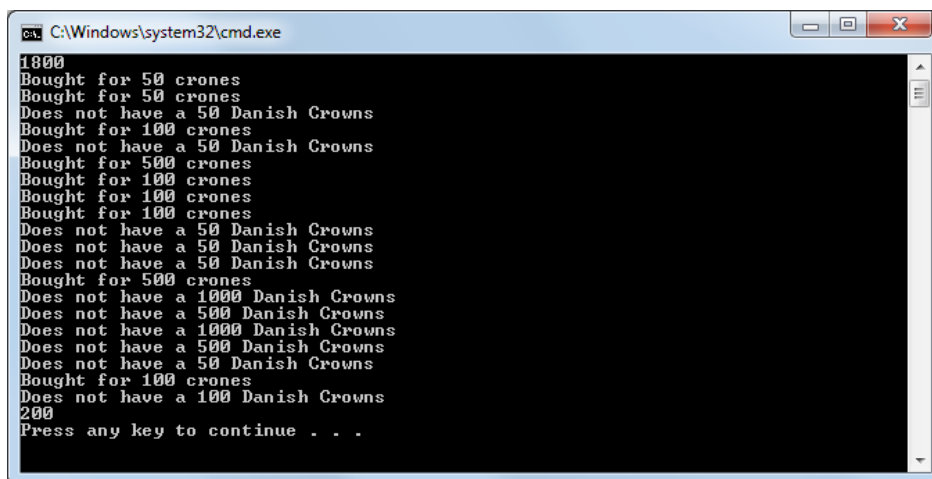 C:\Windows\system32\cmd.exe
1800
Bought for 50 crones
Bought for 50 crones
Does not have a 50 Danish Crowns
Bought for 100 crones
Does not have a 50 Danish Crowns
Bought for 500 crones
Bought for 100 crones
Bought for 100 crones
Bought for 100 crones
Does not have a 50 Danish Crowns
Does not have a 50 Danish Crowns
Does not have a 50 Danish Crowns
Bought for 500 crones
Does not have a 1000 Danish Crowns
Does not have a 500 Danish Crowns
Does not have a 1000 Danish Crowns
Does not have a 500 Danish Crowns
Does not have a 50 Danish Crowns
Bought for 100 crones
Does not have a 100 Danish Crowns
200
Press any key to continue . . .